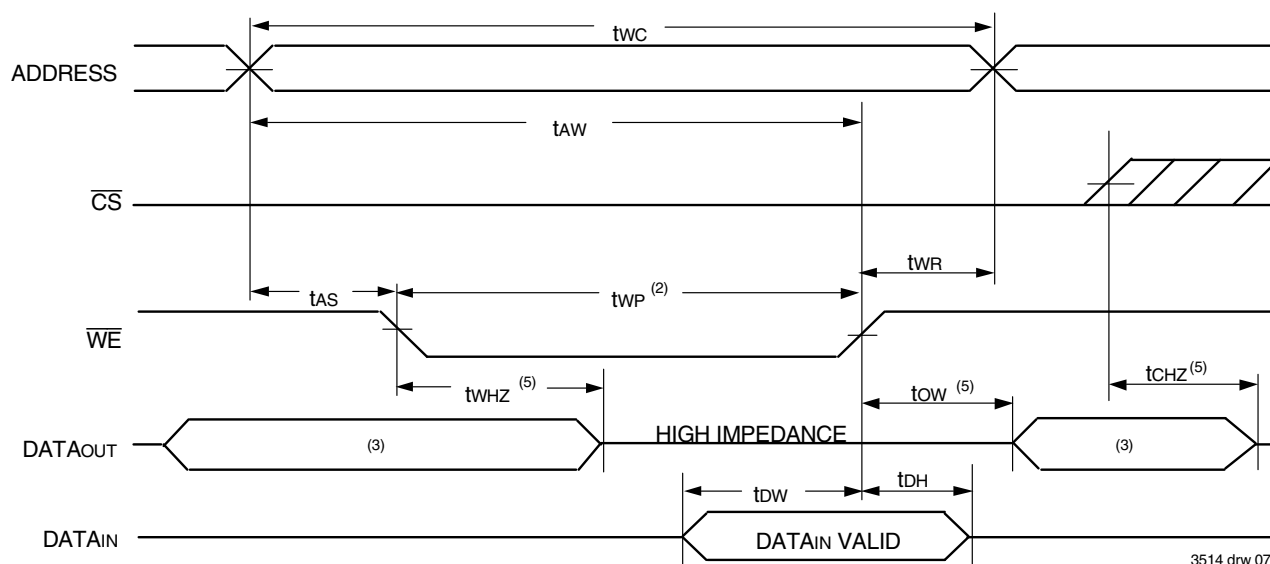 tWC
ADDRESS
tAW
CS
tWR
tAS
tWP (2)
WE
tWHZ (5)
tOW (5)
tCHZ (5)
DATAOUT
(3)
HIGH IMPEDANCE
(3)
tDW
tDH
DATAIN
DATAIN VALID
3514 drw 07